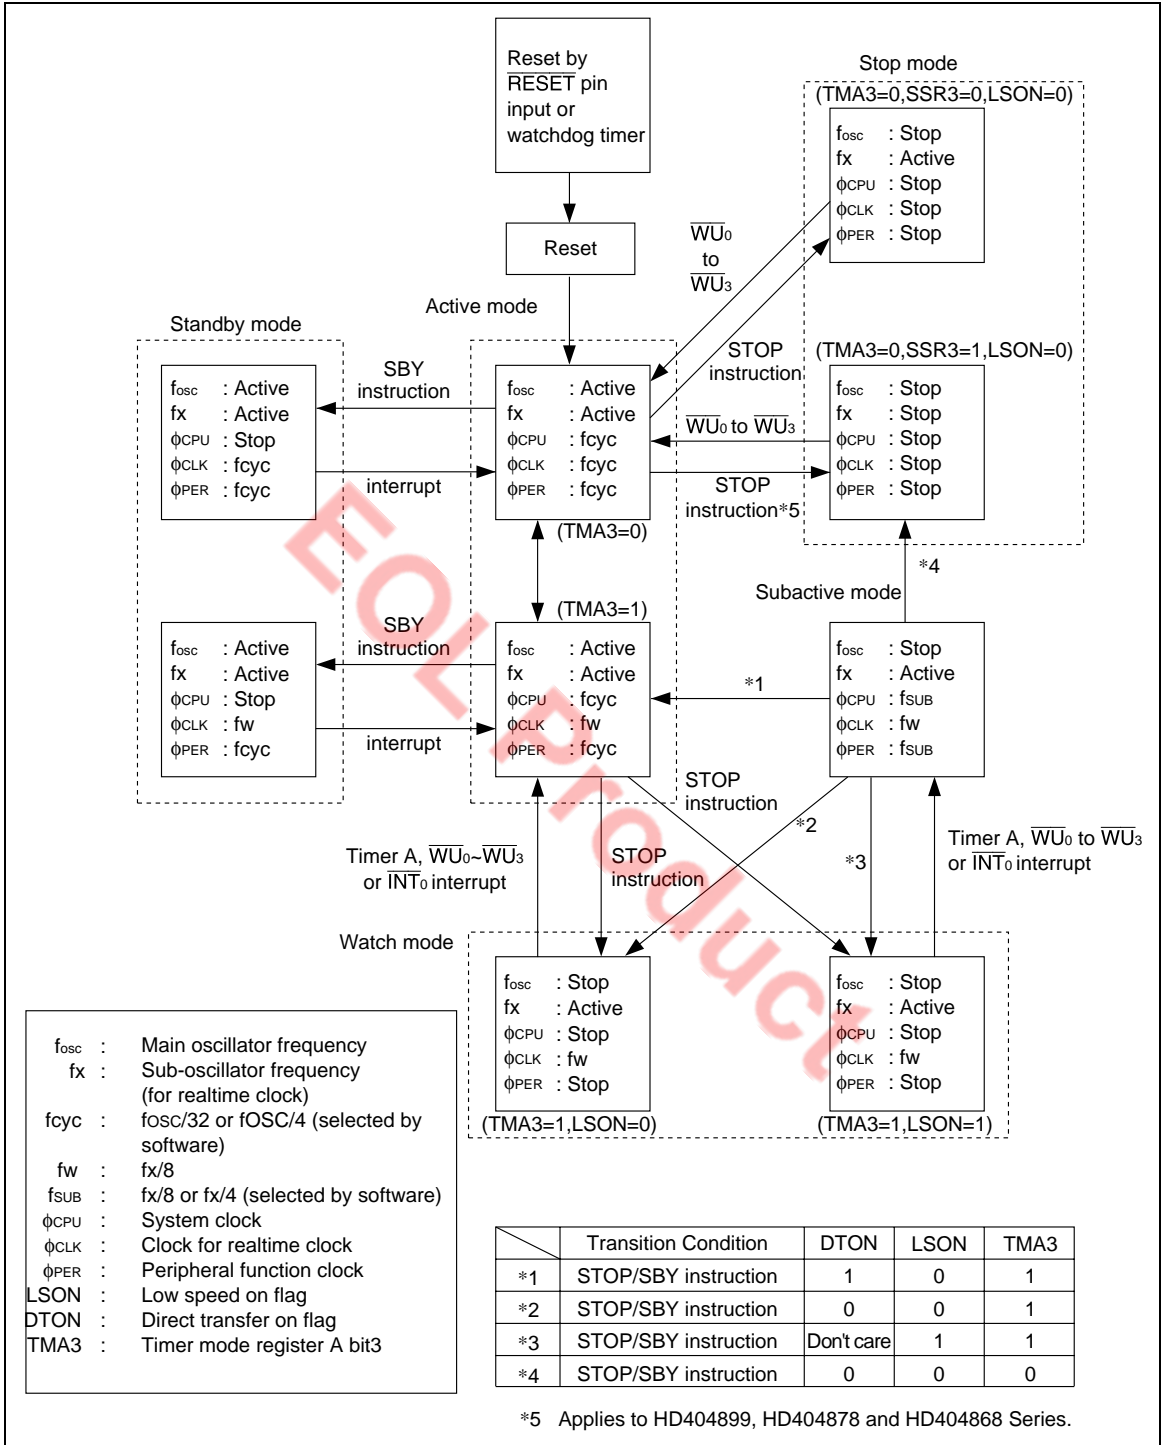 Reset by
RESET pin
input or
watchdog timer
Reset
Stop mode
(TMA3=0,SSR3=0,LSON=0)
fosc : Stop
fx : Active
ϕCPU : Stop
ϕCLK : Stop
ϕPER : Stop
WU0
to
WU3
STOP
instruction
Active mode
Standby mode
fosc : Active
fx : Active
ϕCPU : Stop
ϕCLK : fcyc
ϕPER : fcyc
SBY
instruction
interrupt
fosc : Active
fx : Active
ϕCPU : fcyc
ϕCLK : fcyc
ϕPER : fcyc
(TMA3=0)
WU0 to WU3
STOP
instruction*5
(TMA3=0,SSR3=1,LSON=0)
fosc : Stop
fx : Stop
ϕCPU : Stop
ϕCLK : Stop
ϕPER : Stop
*4
Subactive mode
(TMA3=1)
fosc : Active
fx : Active
ϕCPU : Stop
ϕCLK : fw
ϕPER : fcyc
SBY
instruction
interrupt
fosc : Active
fx : Active
ϕCPU : fcyc
ϕCLK : fw
ϕPER : fcyc
*1
fosc : Stop
fx : Active
ϕCPU : fSUB
ϕCLK : fw
ϕPER : fSUB
STOP
instruction
*2
*3
Timer A, WU0~WU3
or INT0 interrupt
STOP
instruction
Timer A, WU0 to WU3
or INT0 interrupt
Watch mode
fosc : Stop
fx : Active
ϕCPU : Stop
ϕCLK : fw
ϕPER : Stop
(TMA3=1,LSON=0)
fosc : Stop
fx : Active
ϕCPU : Stop
ϕCLK : fw
ϕPER : Stop
(TMA3=1,LSON=1)
fosc : Main oscillator frequency
fx : Sub-oscillator frequency
(for realtime clock)
fcyc : fosc/32 or fOSC/4 (selected by
software)
fw : fx/8
fSUB : fx/8 or fx/4 (selected by software)
ϕCPU : System clock
ϕCLK : Clock for realtime clock
ϕPER : Peripheral function clock
LSON : Low speed on flag
DTON : Direct transfer on flag
TMA3 : Timer mode register A bit3
Transition Condition DTON LSON TMA3
*1 STOP/SBY instruction 1 0 1
*2 STOP/SBY instruction 0 0 1
*3 STOP/SBY instruction Don't care 1 1
*4 STOP/SBY instruction 0 0 0
*5 Applies to HD404899, HD404878 and HD404868 Series.
EOL Product